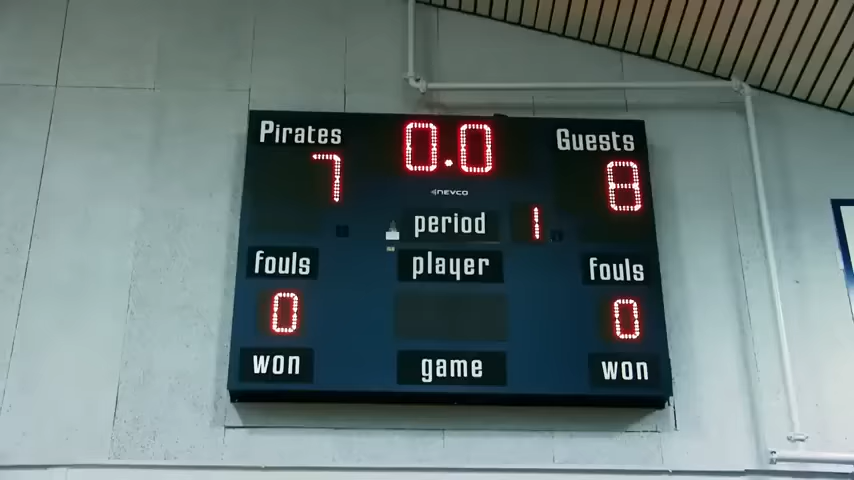 Pirates 0.0 Guests
7 8
NEVCO
period 1
fouls player fouls
0 0
won game won